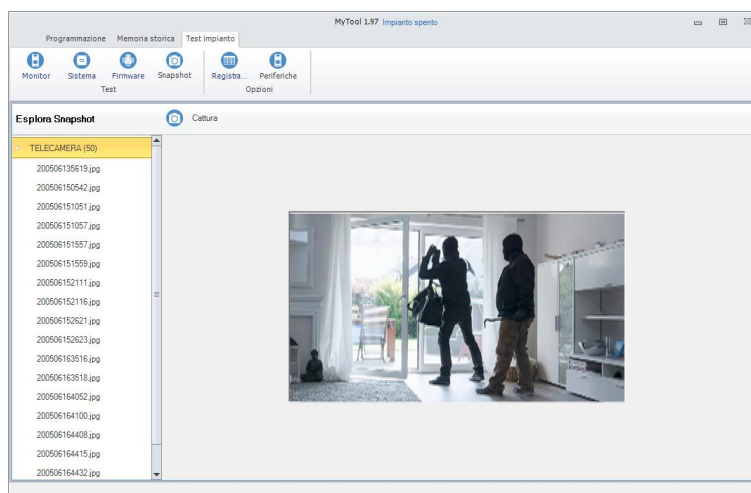 MyTool 1.97 Impianto spento
Programmazione Memoria storica Test impianto
Monitor Sistema Firmware Snapshot Registra... Periferiche
Test Opzioni
Esplora Snapshot Cattura
TELECAMERA (50)
200506135619.jpg
200506150542.jpg
200506151051.jpg
200506151057.jpg
200506151557.jpg
200506151559.jpg
200506152111.jpg
200506152116.jpg
200506152621.jpg
200506152623.jpg
200506163516.jpg
200506163518.jpg
200506164052.jpg
200506164100.jpg
200506164408.jpg
200506164415.jpg
200506164432.jpg